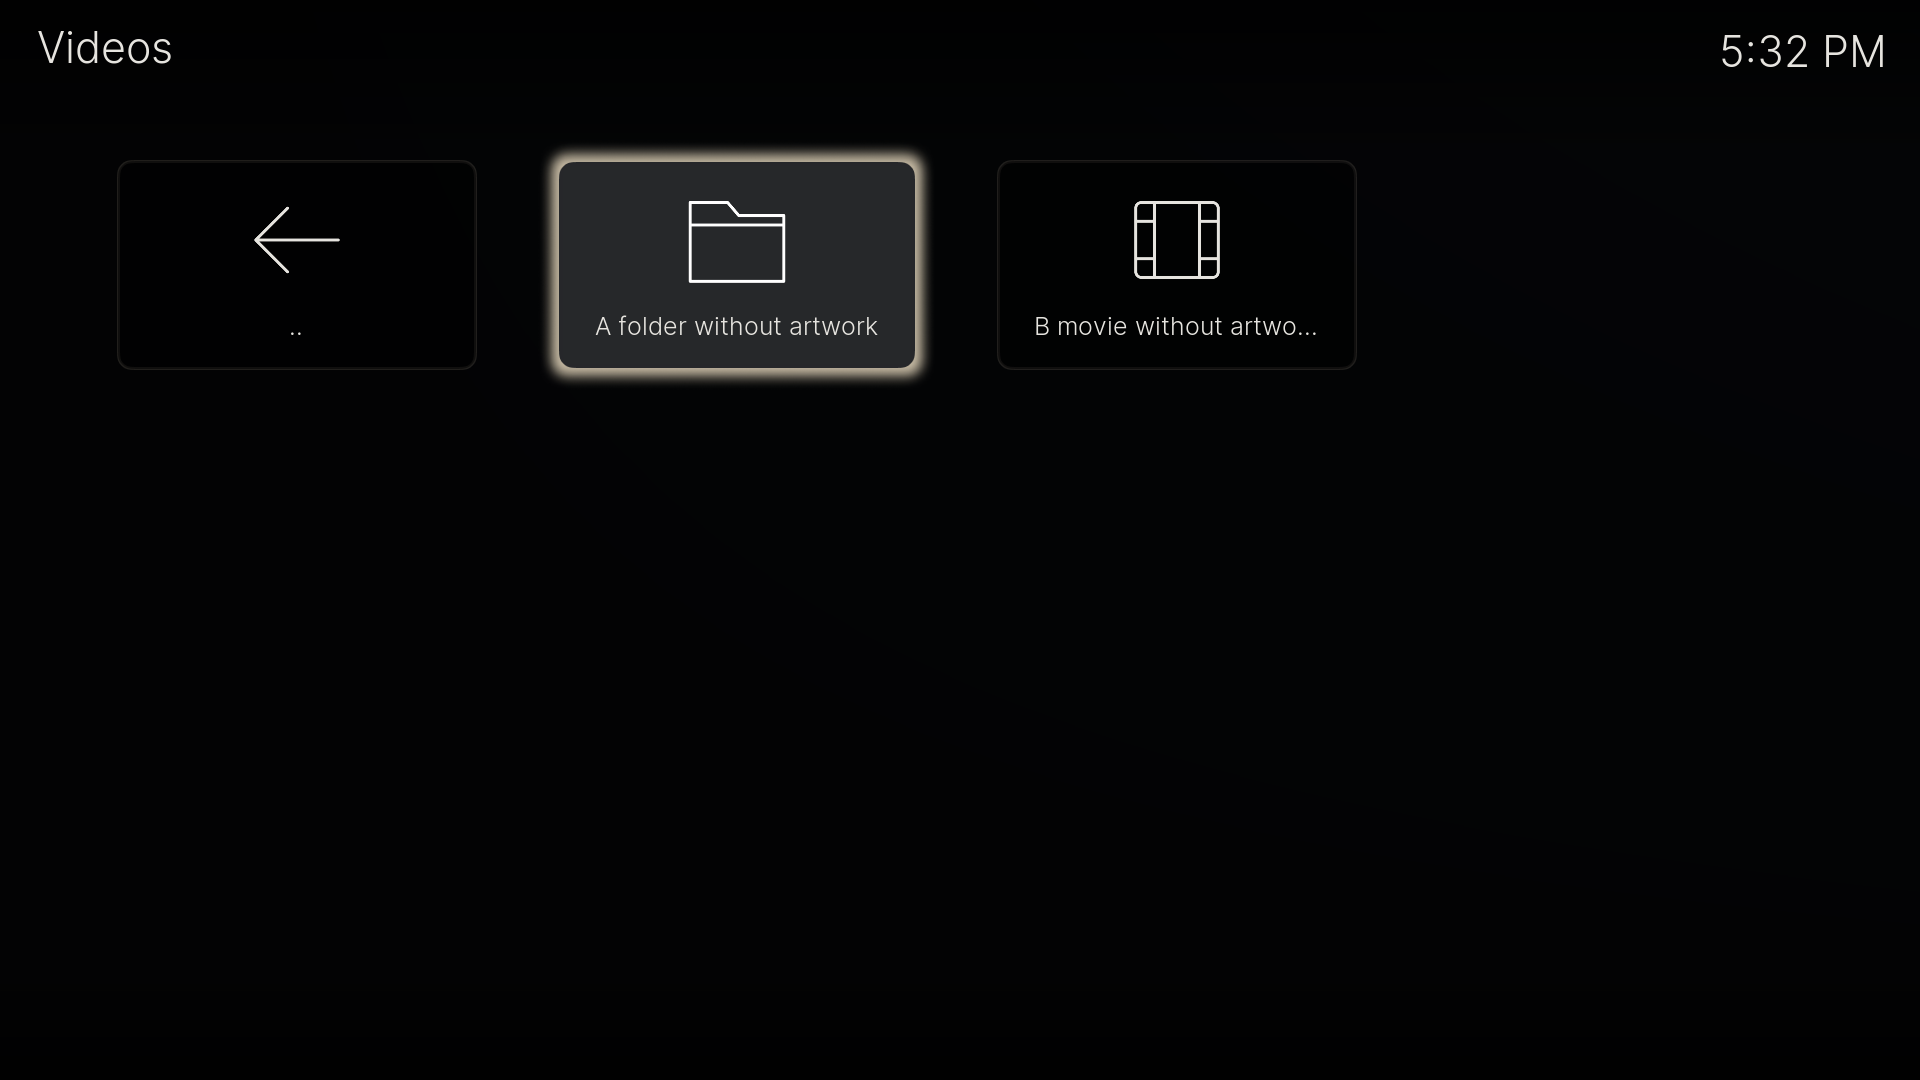 Videos
5:32 PM
..
A folder without artwork
B movie without artwo...